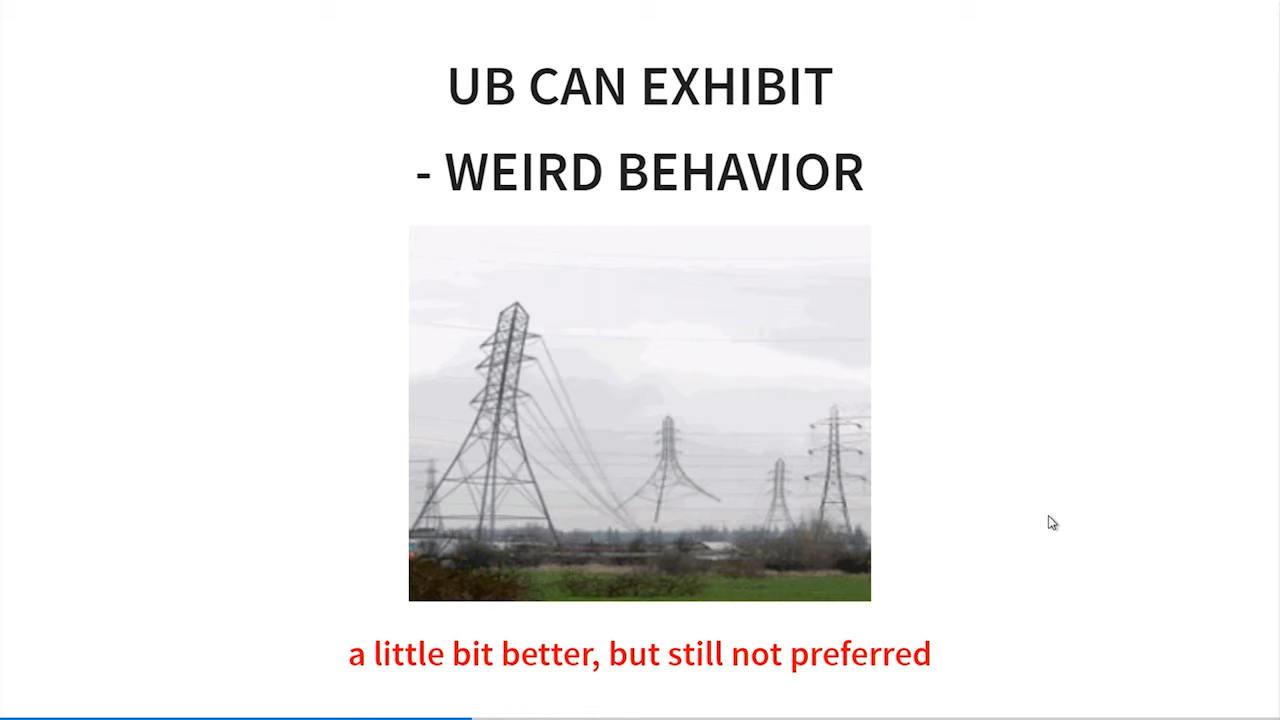 UB CAN EXHIBIT
- WEIRD BEHAVIOR
a little bit better, but still not preferred